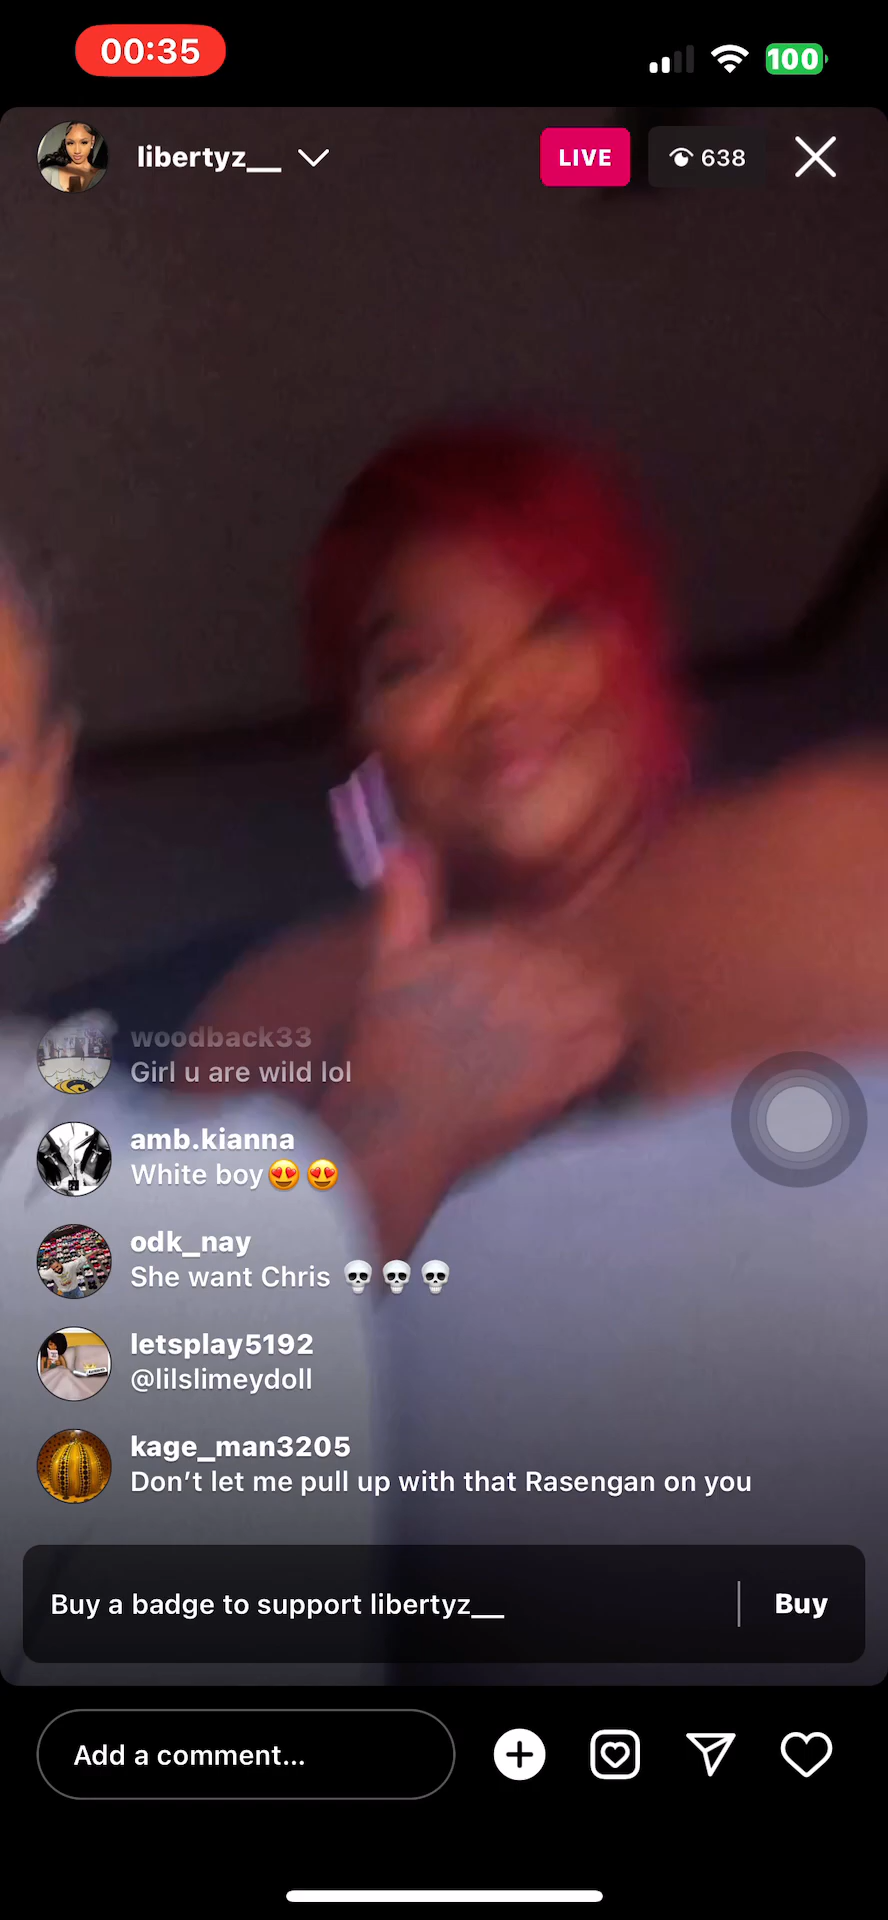 00:35
100
libertyz__
LIVE
638
woodback33
Girl u are wild lol
amb.kianna
White boy😍😍
odk_nay
She want Chris 💀💀💀
letsplay5192
@lilslimeydoll
kage_man3205
Don’t let me pull up with that Rasengan on you
Buy a badge to support libertyz__
Buy
Add a comment...